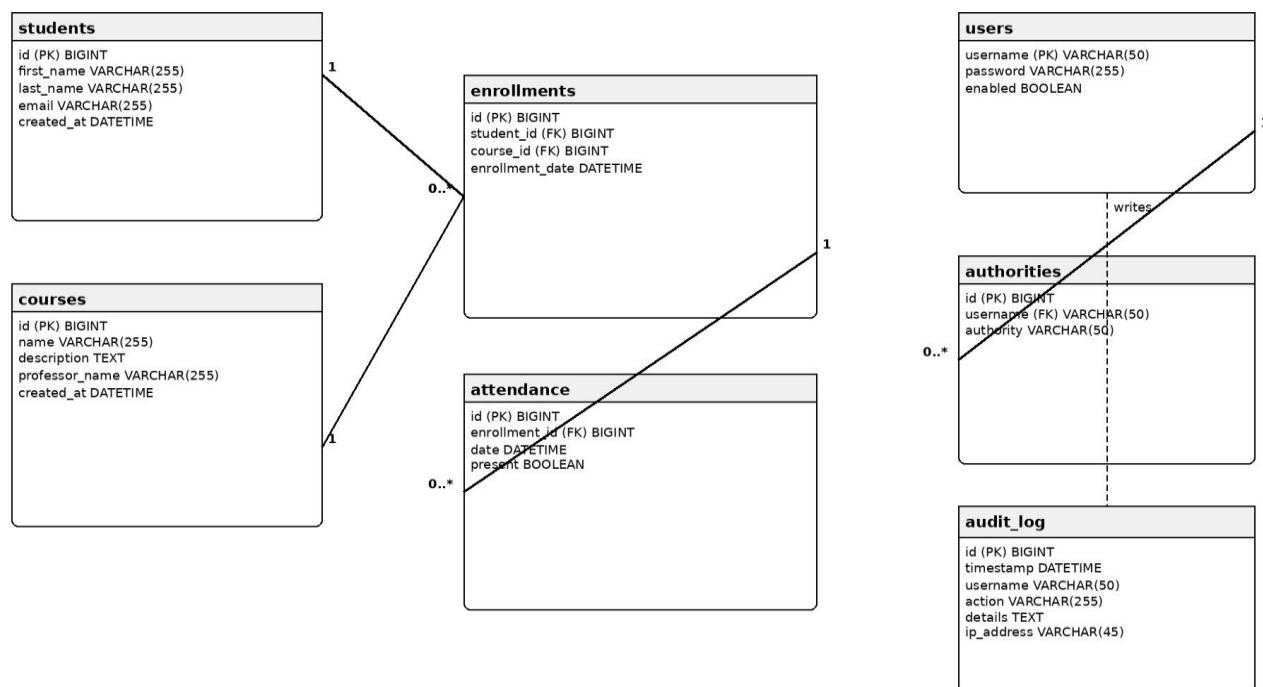 students
id (PK) BIGINT
first_name VARCHAR(255)
last_name VARCHAR(255)
email VARCHAR(255)
created_at DATETIME
1
0..*
courses
id (PK) BIGINT
name VARCHAR(255)
description TEXT
professor_name VARCHAR(255)
created_at DATETIME
1
enrollments
id (PK) BIGINT
student_id (FK) BIGINT
course_id (FK) BIGINT
enrollment_date DATETIME
1
attendance
id (PK) BIGINT
enrollment_id (FK) BIGINT
date DATETIME
present BOOLEAN
0..*
users
username (PK) VARCHAR(50)
password VARCHAR(255)
enabled BOOLEAN
writes
authorities
id (PK) BIGINT
username (FK) VARCHAR(50)
authority VARCHAR(50)
0..*
audit_log
id (PK) BIGINT
timestamp DATETIME
username VARCHAR(50)
action VARCHAR(255)
details TEXT
ip_address VARCHAR(45)